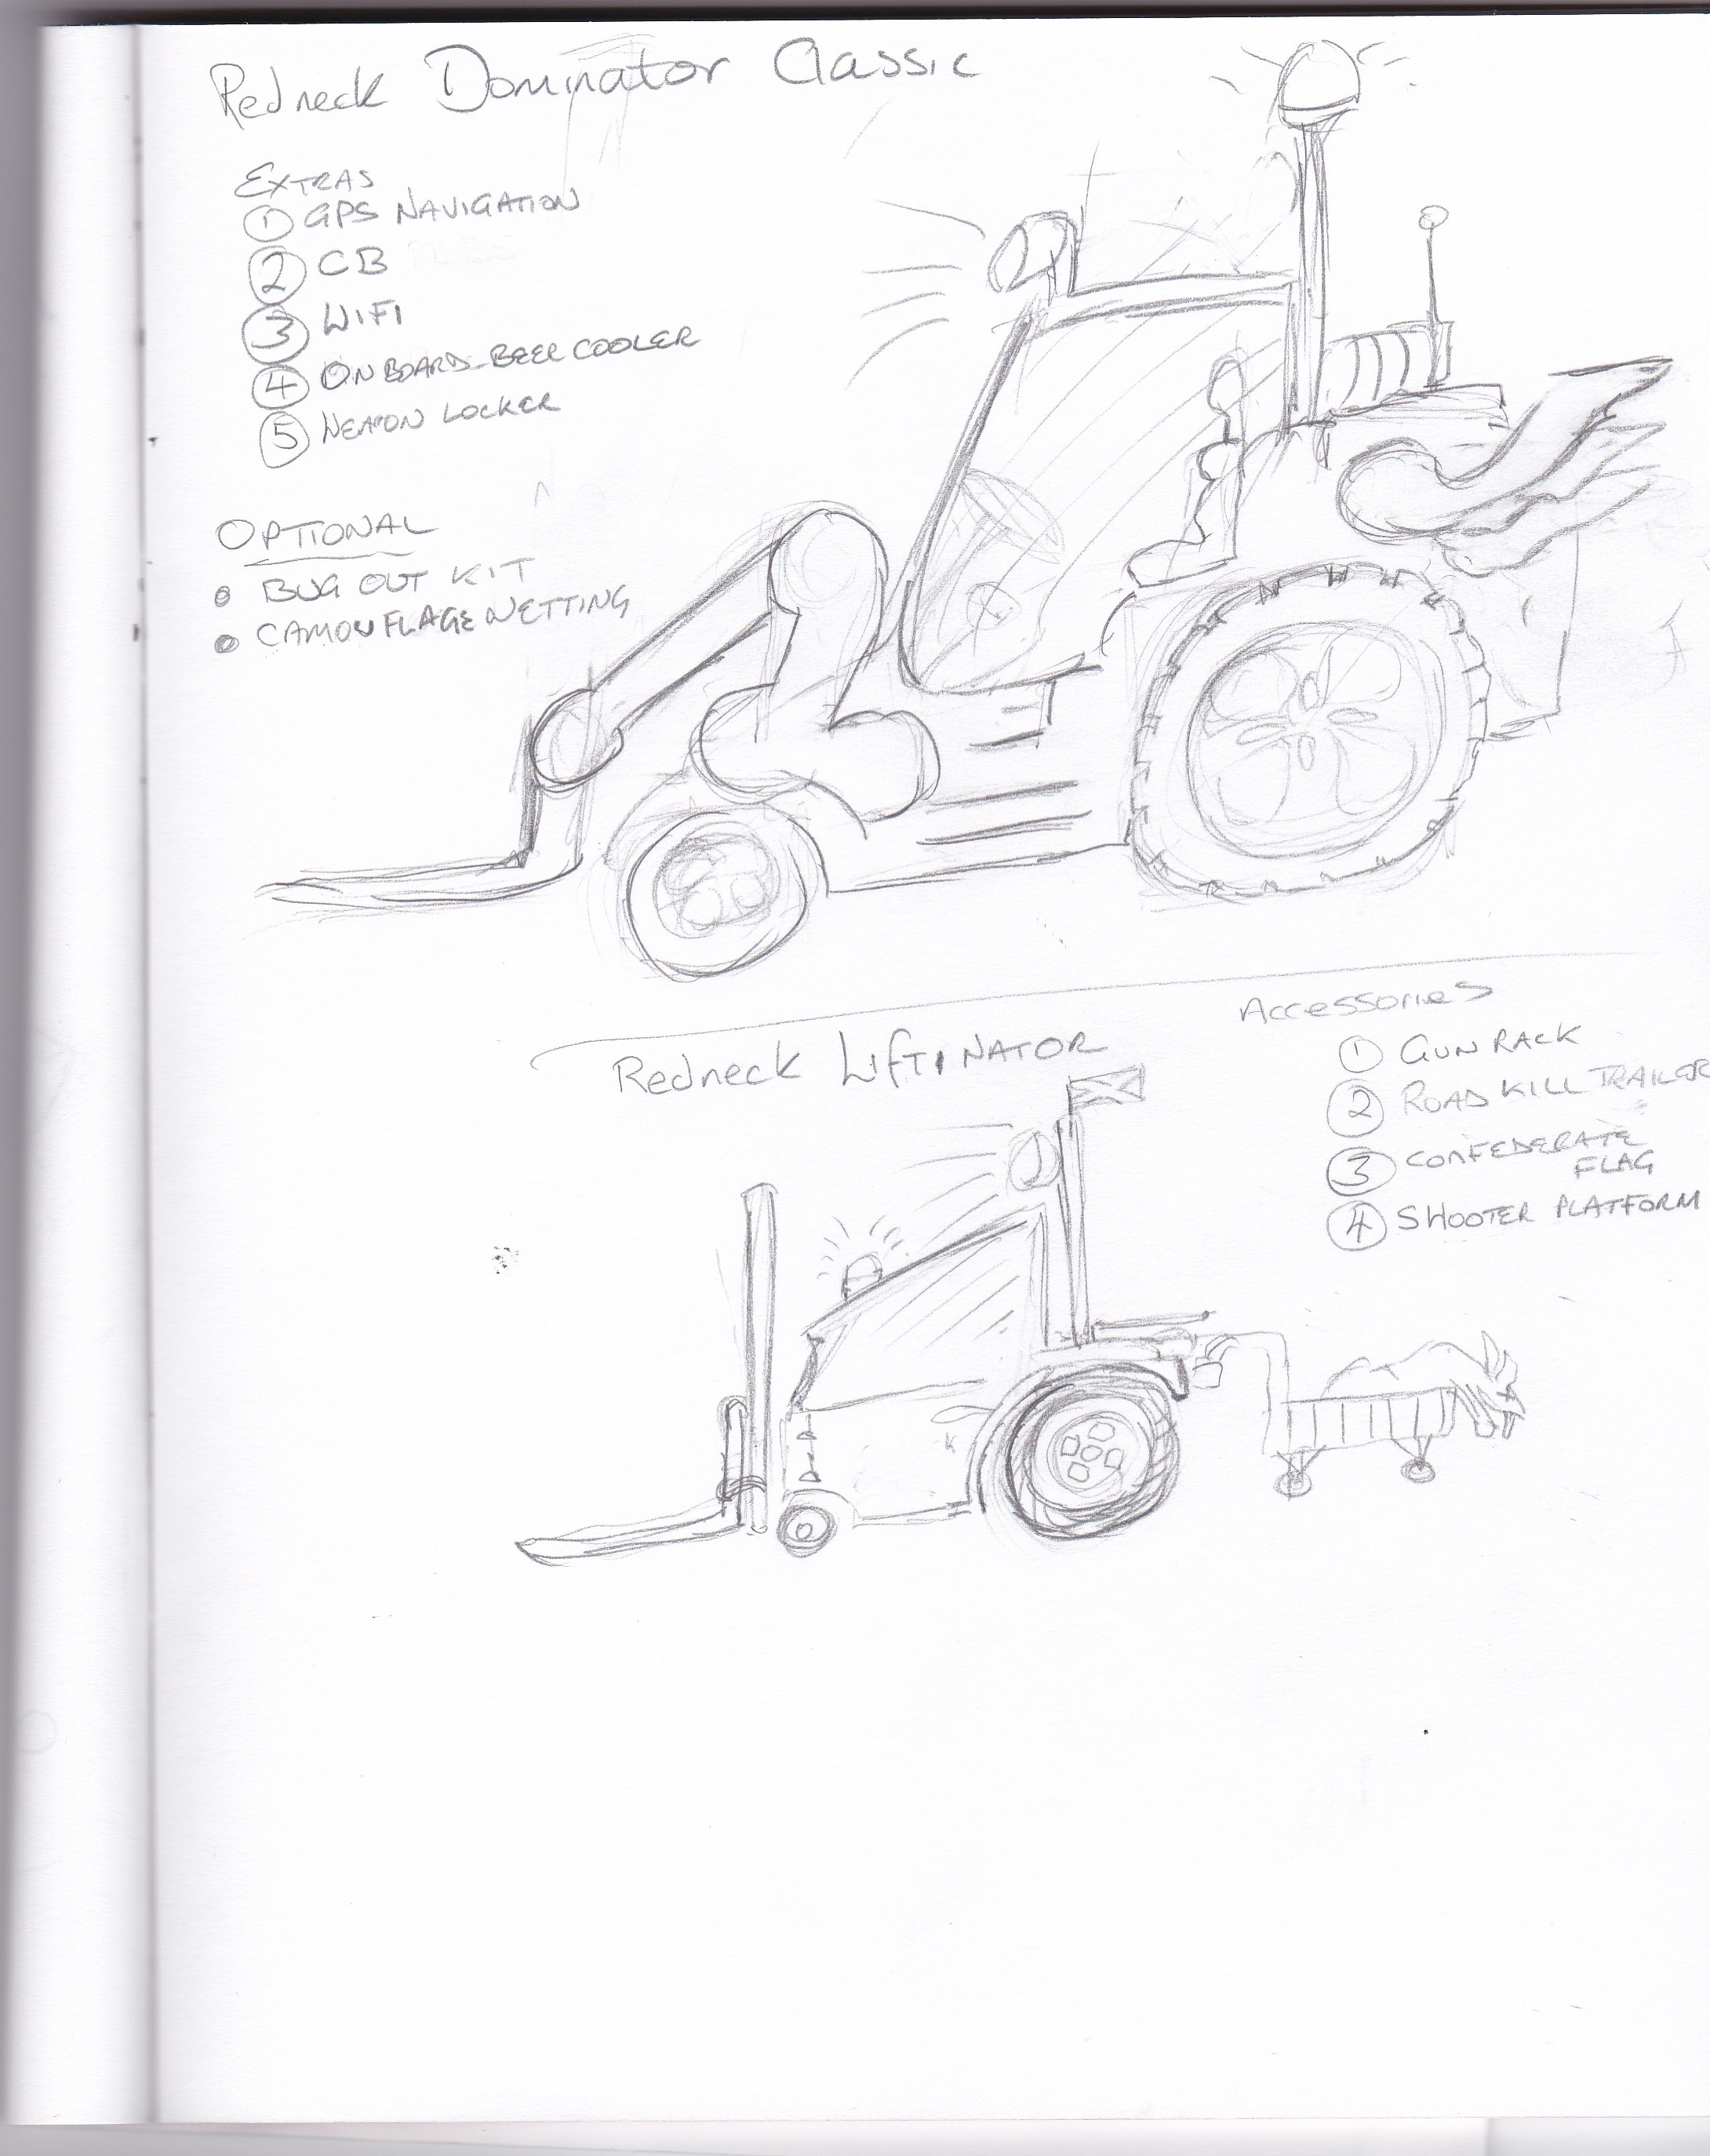 Redneck Dominator Classic
EXTRAS
① GPS NAVIGATION
② CB
③ WIFI
④ ON BOARD BEER COOLER
⑤ WEAPON LOCKER
OPTIONAL
• BUG OUT KIT
• CAMOUFLAGE NETTING
Accessories
Redneck LIFTINATOR
① GUN RACK
② ROAD KILL TRAILER
③ CONFEDERATE
FLAG
④ SHOOTER PLATFORM